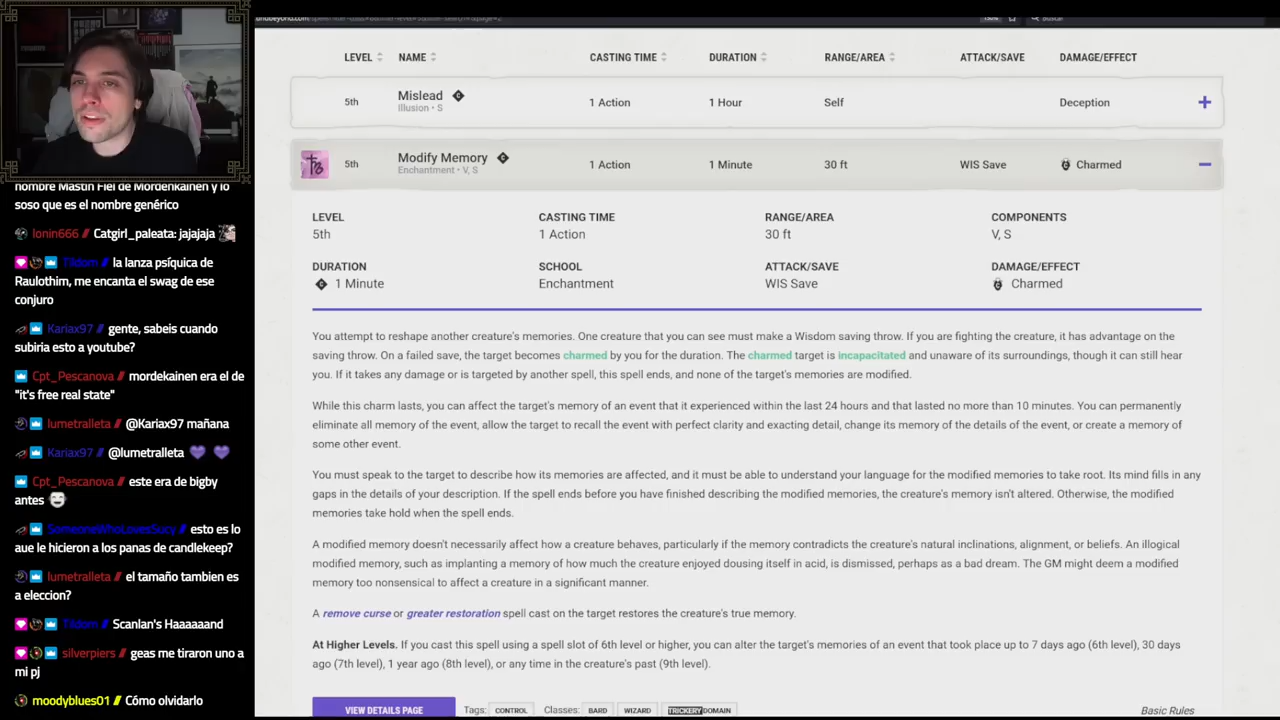 nombre Mastín Fiel de Mordenkainen y lo
soso que es el nombre genérico
lonin666 // Catgirl_paleata: jajajaja
Tildom // la lanza psíquica de
Raulothim, me encanta el swag de ese
conjuro
Kariax97 // gente, sabeis cuando
subiria esto a youtube?
Cpt_Pescanova // mordekainen era el de
"it's free real state"
lumetralleta // @Kariax97 mañana
Kariax97 // @lumetralleta
Cpt_Pescanova // este era de bigby
antes
SomeoneWhoLovesSucy // esto es lo
aue le hicieron a los panas de candlekeep?
lumetralleta // el tamaño tambien es
a eleccion?
Tildom // Scanlan's Haaaaaand
silverpiers // geas me tiraron uno a
mi pj
moodyblues01 // Cómo olvidarlo
LEVEL NAME CASTING TIME DURATION RANGE/AREA ATTACK/SAVE DAMAGE/EFFECT
5th Mislead 1 Action 1 Hour Self Deception +
Illusion • S
5th Modify Memory 1 Action 1 Minute 30 ft WIS Save Charmed −
Enchantment • V, S
LEVEL CASTING TIME RANGE/AREA COMPONENTS
5th 1 Action 30 ft V, S
DURATION SCHOOL ATTACK/SAVE DAMAGE/EFFECT
1 Minute Enchantment WIS Save Charmed
You attempt to reshape another creature's memories. One creature that you can see must make a Wisdom saving throw. If you are fighting the creature, it has advantage on the
saving throw. On a failed save, the target becomes charmed by you for the duration. The charmed target is incapacitated and unaware of its surroundings, though it can still hear
you. If it takes any damage or is targeted by another spell, this spell ends, and none of the target's memories are modified.
While this charm lasts, you can affect the target's memory of an event that it experienced within the last 24 hours and that lasted no more than 10 minutes. You can permanently
eliminate all memory of the event, allow the target to recall the event with perfect clarity and exacting detail, change its memory of the details of the event, or create a memory of
some other event.
You must speak to the target to describe how its memories are affected, and it must be able to understand your language for the modified memories to take root. Its mind fills in any
gaps in the details of your description. If the spell ends before you have finished describing the modified memories, the creature's memory isn't altered. Otherwise, the modified
memories take hold when the spell ends.
A modified memory doesn't necessarily affect how a creature behaves, particularly if the memory contradicts the creature's natural inclinations, alignment, or beliefs. An illogical
modified memory, such as implanting a memory of how much the creature enjoyed dousing itself in acid, is dismissed, perhaps as a bad dream. The GM might deem a modified
memory too nonsensical to affect a creature in a significant manner.
A remove curse or greater restoration spell cast on the target restores the creature's true memory.
At Higher Levels. If you cast this spell using a spell slot of 6th level or higher, you can alter the target's memories of an event that took place up to 7 days ago (6th level), 30 days
ago (7th level), 1 year ago (8th level), or any time in the creature's past (9th level).
VIEW DETAILS PAGE Tags: CONTROL Classes: BARD WIZARD TRICKERY DOMAIN Basic Rules